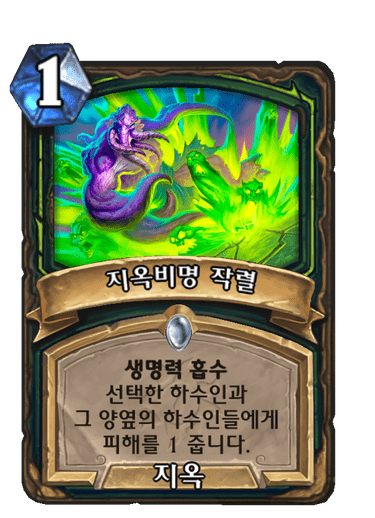 1
지옥비명 작렬
생명력 흡수
선택한 하수인과
그 양옆의 하수인들에게
피해를 1 줍니다.
지옥